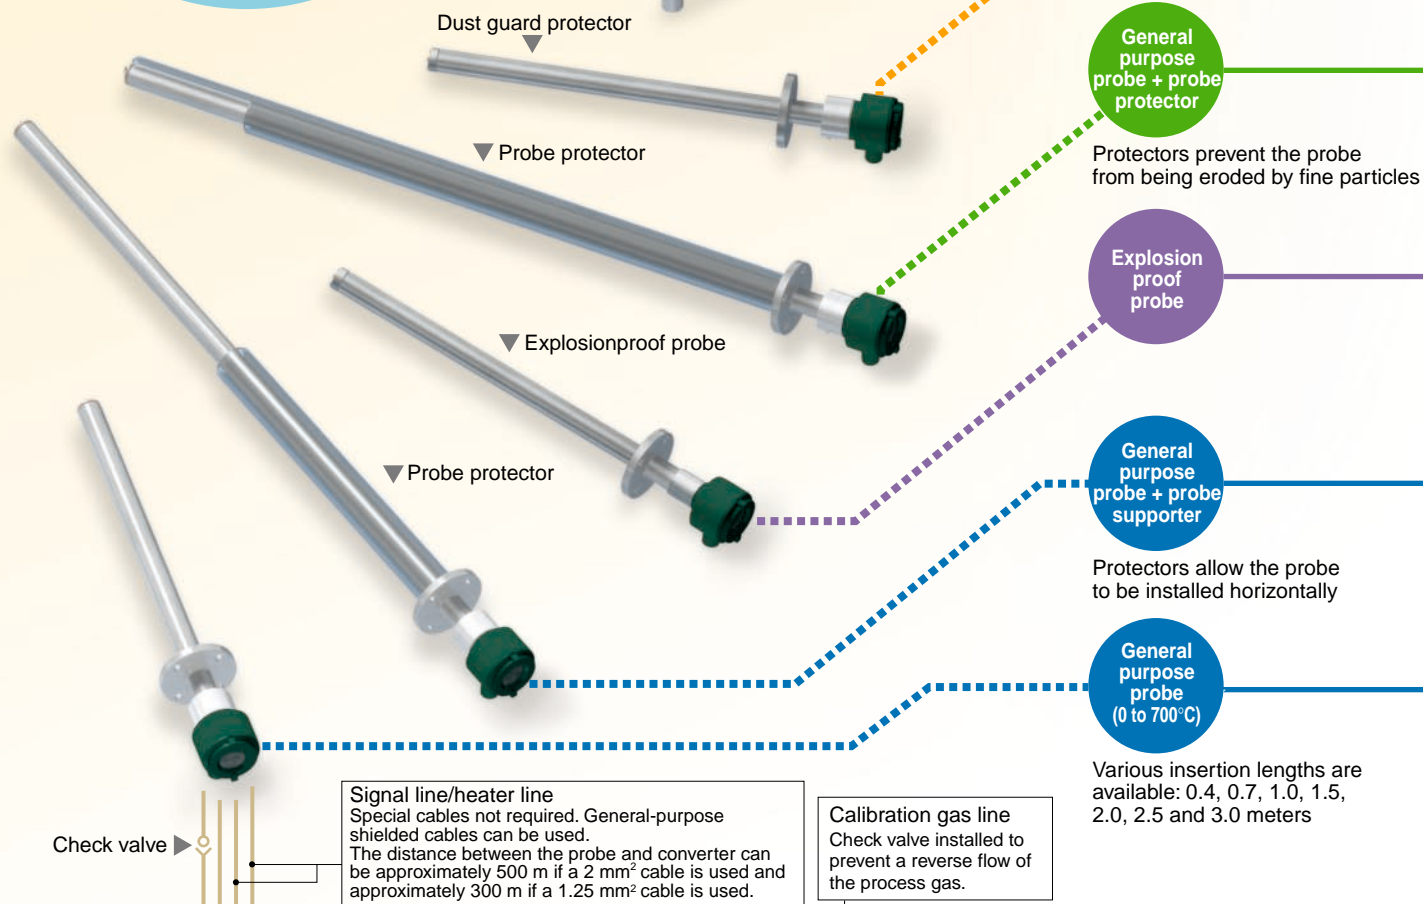 Dust guard protector
General
purpose
probe + probe
protector
Probe protector
Protectors prevent the probe
from being eroded by fine particles
Explosion
proof
probe
Explosionproof probe
General
purpose
probe + probe
supporter
Probe protector
Protectors allow the probe
to be installed horizontally
General
purpose
probe
(0 to 700°C)
Various insertion lengths are
available: 0.4, 0.7, 1.0, 1.5,
2.0, 2.5 and 3.0 meters
Check valve
Signal line/heater line
Special cables not required. General-purpose
shielded cables can be used.
The distance between the probe and converter can
be approximately 500 m if a 2 mm² cable is used and
approximately 300 m if a 1.25 mm² cable is used.
Calibration gas line
Check valve installed to
prevent a reverse flow of
the process gas.